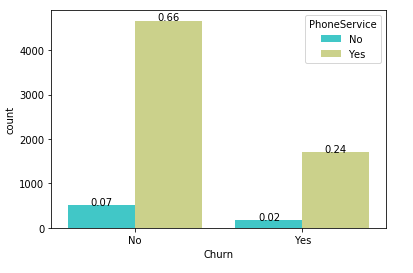 PhoneService
No
Yes
0.66
0.07
0.02
0.24
4000
3000
2000
1000
0
count
No
Yes
Churn